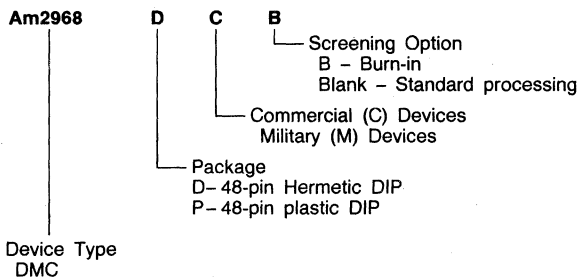 Am2968 D C B
Screening Option
B – Burn-in
Blank – Standard processing
Commercial (C) Devices
Military (M) Devices
Package
D– 48-pin Hermetic DIP
P– 48-pin plastic DIP
Device Type
DMC